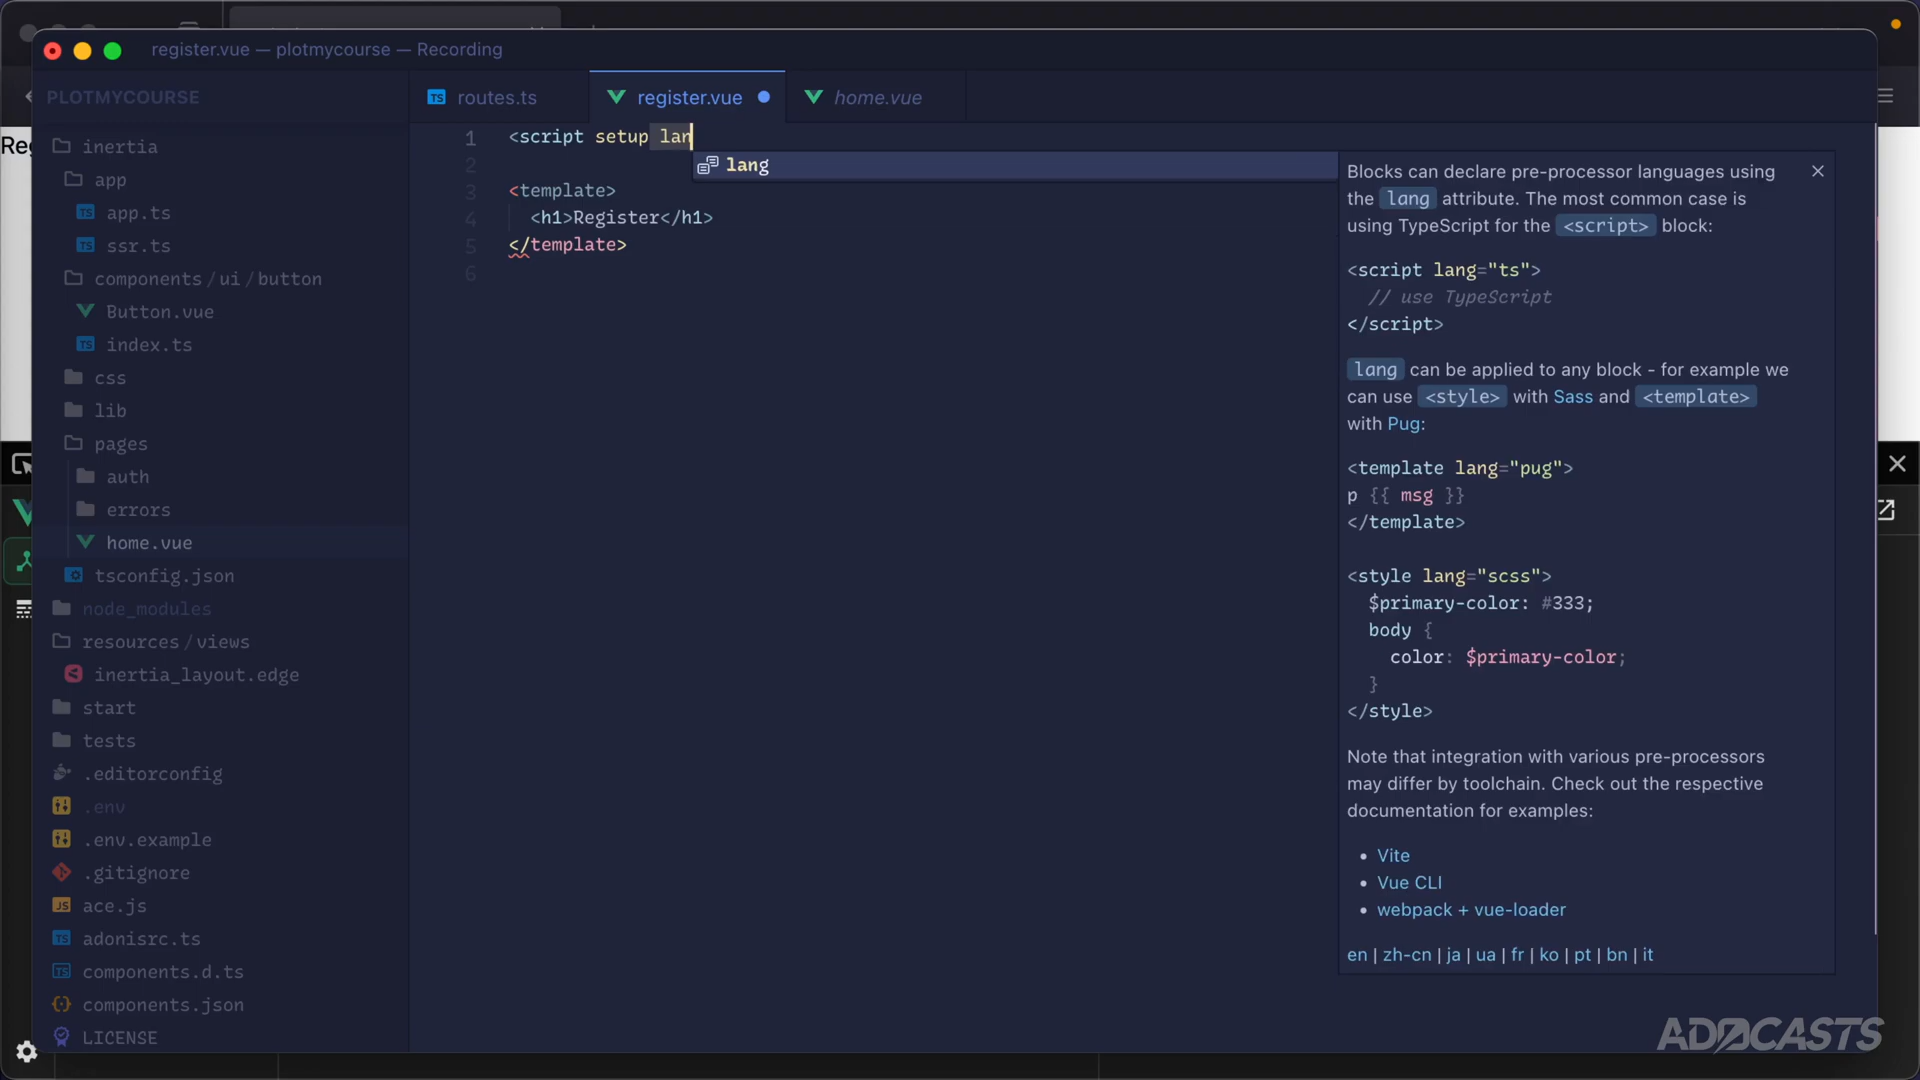 register.vue — plotmycourse — Recording
PLOTMYCOURSE
routes.ts
register.vue
home.vue
inertia
app
app.ts
ssr.ts
components / ui / button
Button.vue
index.ts
css
lib
pages
auth
errors
home.vue
tsconfig.json
node_modules
resources / views
inertia_layout.edge
start
tests
.editorconfig
.env
.env.example
.gitignore
ace.js
adonisrc.ts
components.d.ts
components.json
LICENSE
1 <script setup lan
2
3 <template>
4 <h1>Register</h1>
5 </template>
6
lang
Blocks can declare pre-processor languages using
the lang attribute. The most common case is
using TypeScript for the <script> block:
<script lang="ts">
// use TypeScript
</script>
lang can be applied to any block - for example we
can use <style> with Sass and <template>
with Pug:
<template lang="pug">
p {{ msg }}
</template>
<style lang="scss">
$primary-color: #333;
body {
color: $primary-color;
}
</style>
Note that integration with various pre-processors
may differ by toolchain. Check out the respective
documentation for examples:
• Vite
• Vue CLI
• webpack + vue-loader
en | zh-cn | ja | ua | fr | ko | pt | bn | it
ADOCASTS